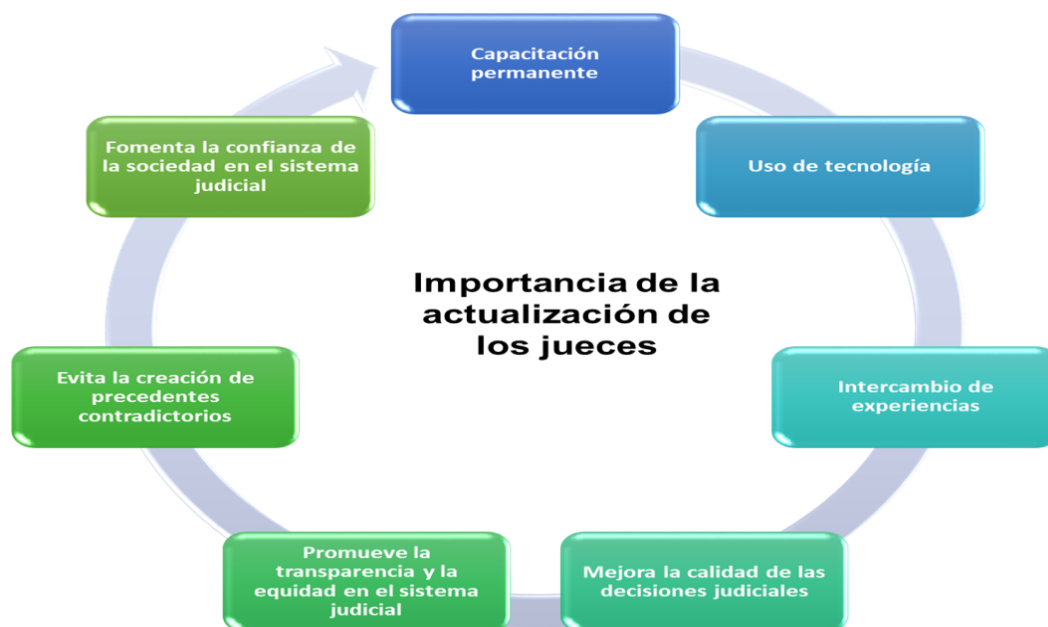 Capacitación
permanente
Uso de tecnología
Intercambio de
experiencias
Mejora la calidad de las
decisiones judiciales
Promueve la
transparencia y la
equidad en el sistema
judicial
Evita la creación de
precedentes
contradictorios
Fomenta la confianza de
la sociedad en el sistema
judicial
Importancia de la
actualización de
los jueces